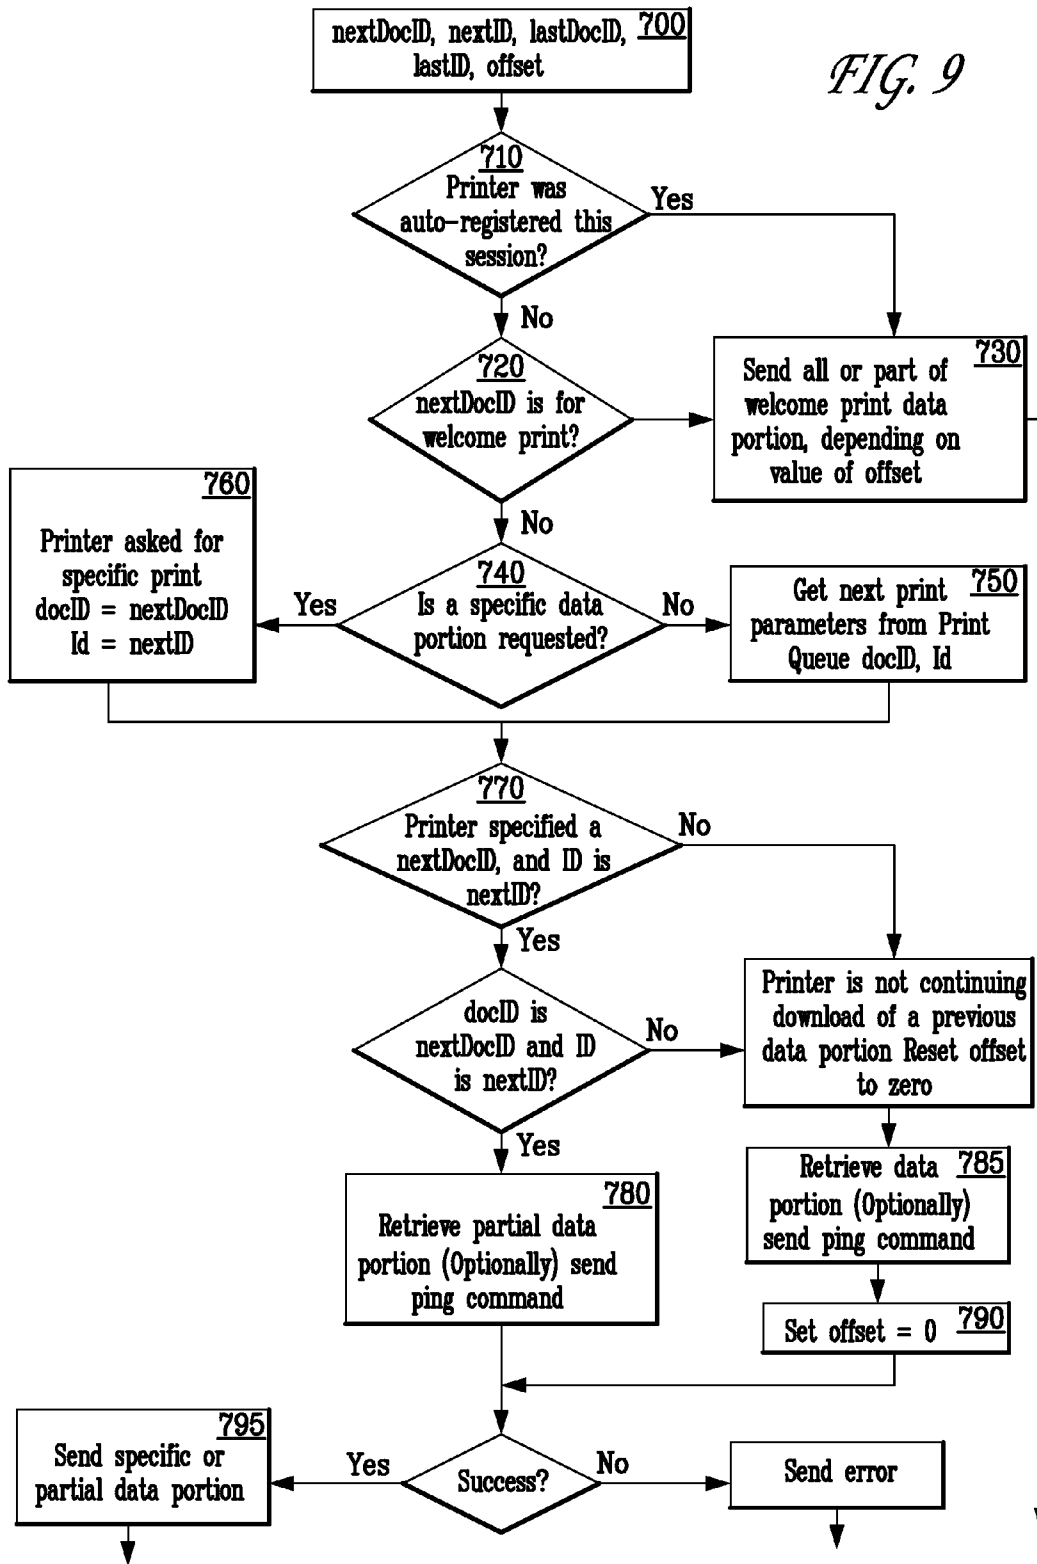 nextDocID, nextID, lastDocID, 700
lastID, offset
FIG. 9
710
Printer was
auto-registered this
session?
Yes
No
720
nextDocID is for
welcome print?
730
Send all or part of
welcome print data
portion, depending on
value of offset
No
760
Printer asked for
specific print
docID = nextDocID
Id = nextID
Yes
740
Is a specific data
portion requested?
No
750
Get next print
parameters from Print
Queue docID, Id
770
Printer specified a
nextDocID, and ID is
nextID?
No
Yes
docID is
nextDocID and ID
is nextID?
No
Printer is not continuing
download of a previous
data portion Reset offset
to zero
Yes
780
Retrieve partial data
portion (Optionally) send
ping command
Retrieve data 785
portion (Optionally)
send ping command
Set offset = 0 790
795
Send specific or
partial data portion
Yes
Success?
No
Send error